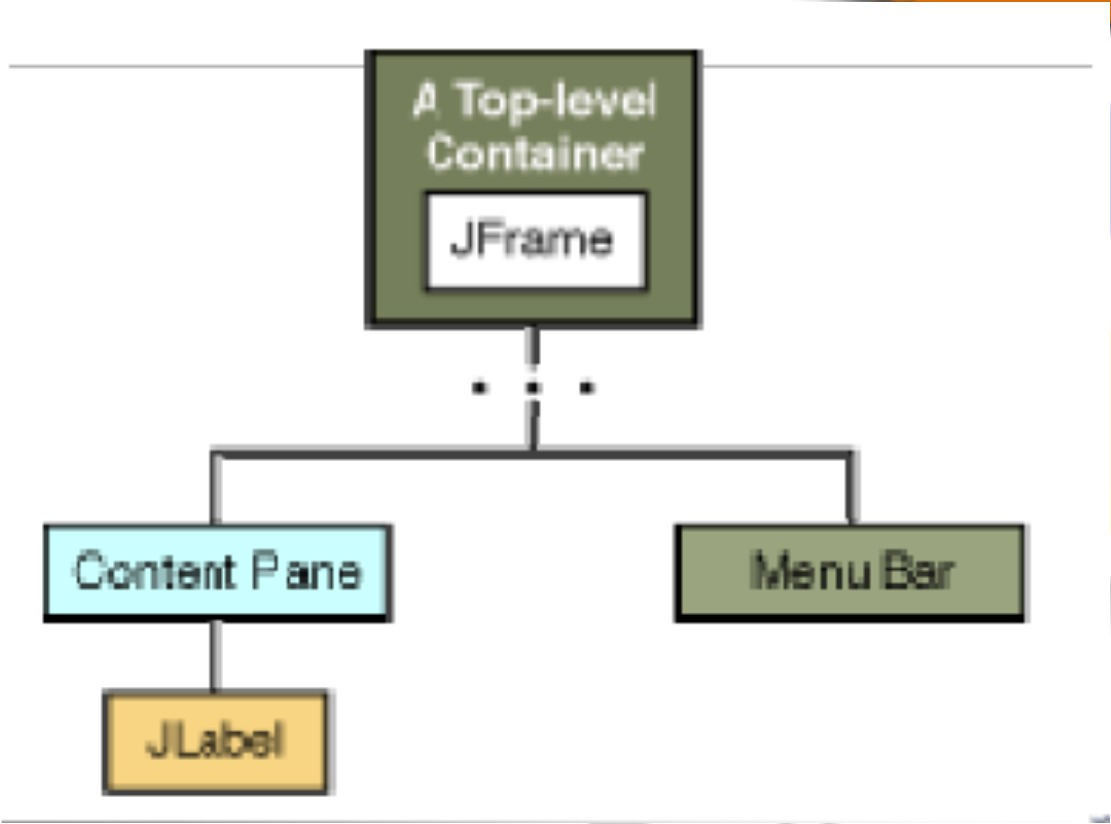 A Top-level
Container
JFrame
. . .
Content Pane
Menu Bar
JLabel